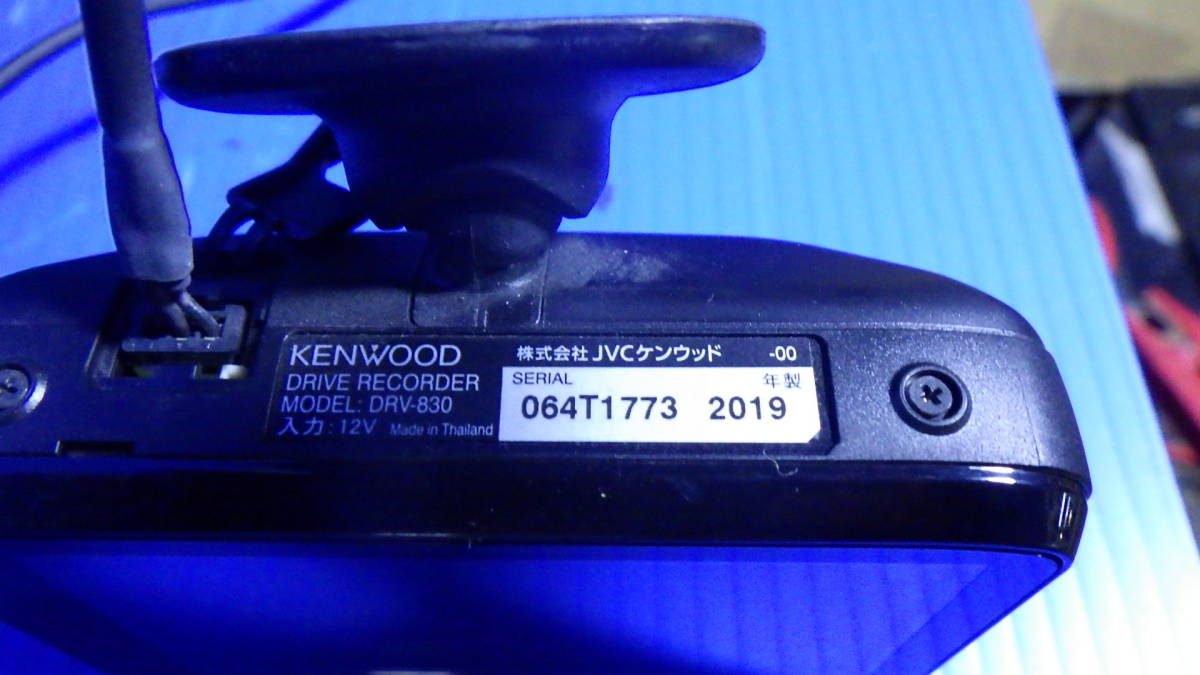 KENWOOD 株式会社 JVCケンウッド -00
DRIVE RECORDER SERIAL 年製
MODEL: DRV-830 064T1773 2019
入力 : 12V Made in Thailand